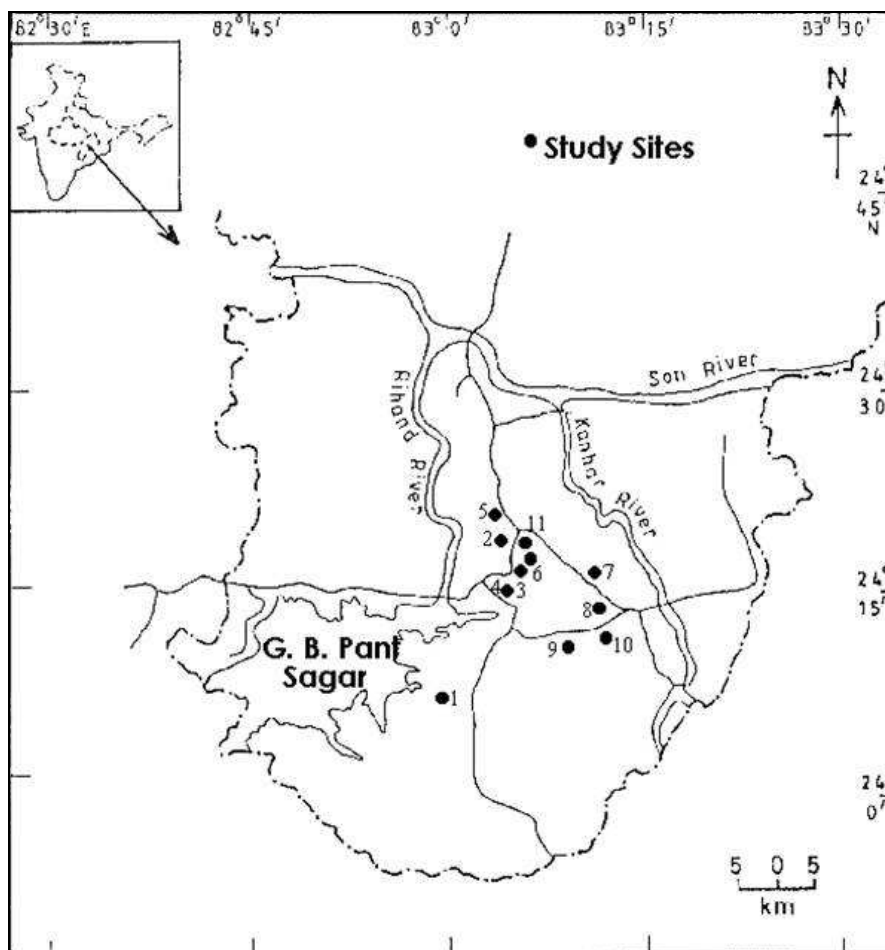 82°30'E 82°45' 83°0' 83°15' 83°30'
N
Study Sites
24°
45'
N
Son River
24°
30'
Rihand River
Kanhar River
5
11
2
6
7
4 3
24°
15'
8
G. B. Pant
Sagar
9
10
1
24°
0'
5 0 5
km